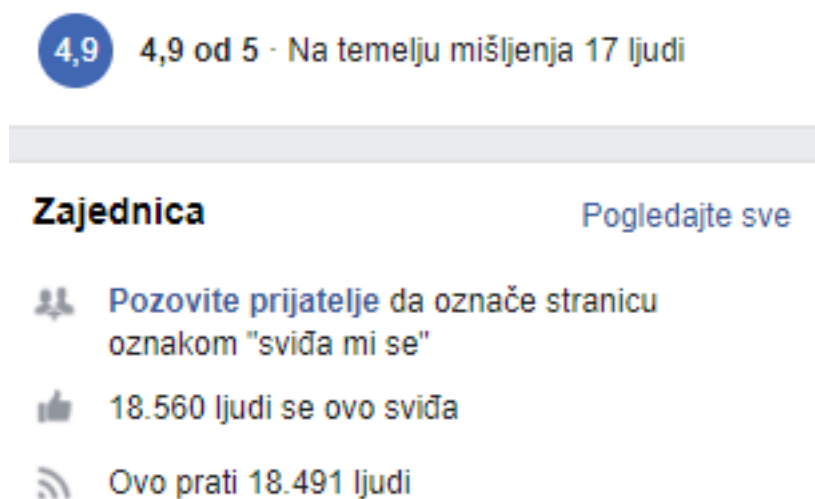 4,9 4,9 od 5 · Na temelju mišljenja 17 ljudi
Zajednica Pogledajte sve
Pozovite prijatelje da označe stranicu
oznakom "sviđa mi se"
18.560 ljudi se ovo sviđa
Ovo prati 18.491 ljudi